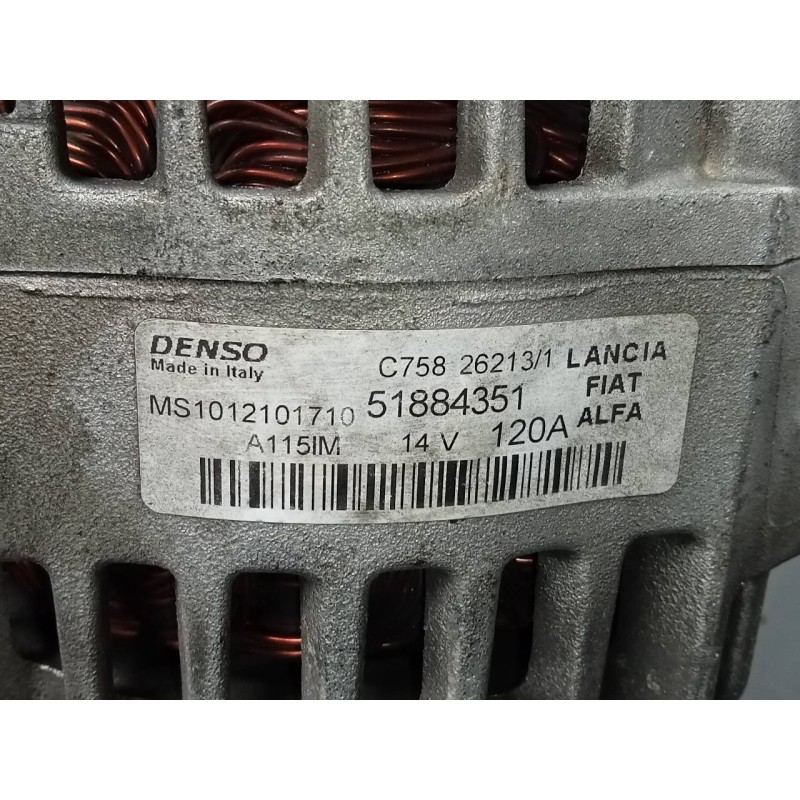 DENSO
Made in Italy
C758 26213/1
LANCIA
FIAT
ALFA
MS1012101710
51884351
A115IM
14 V
120A